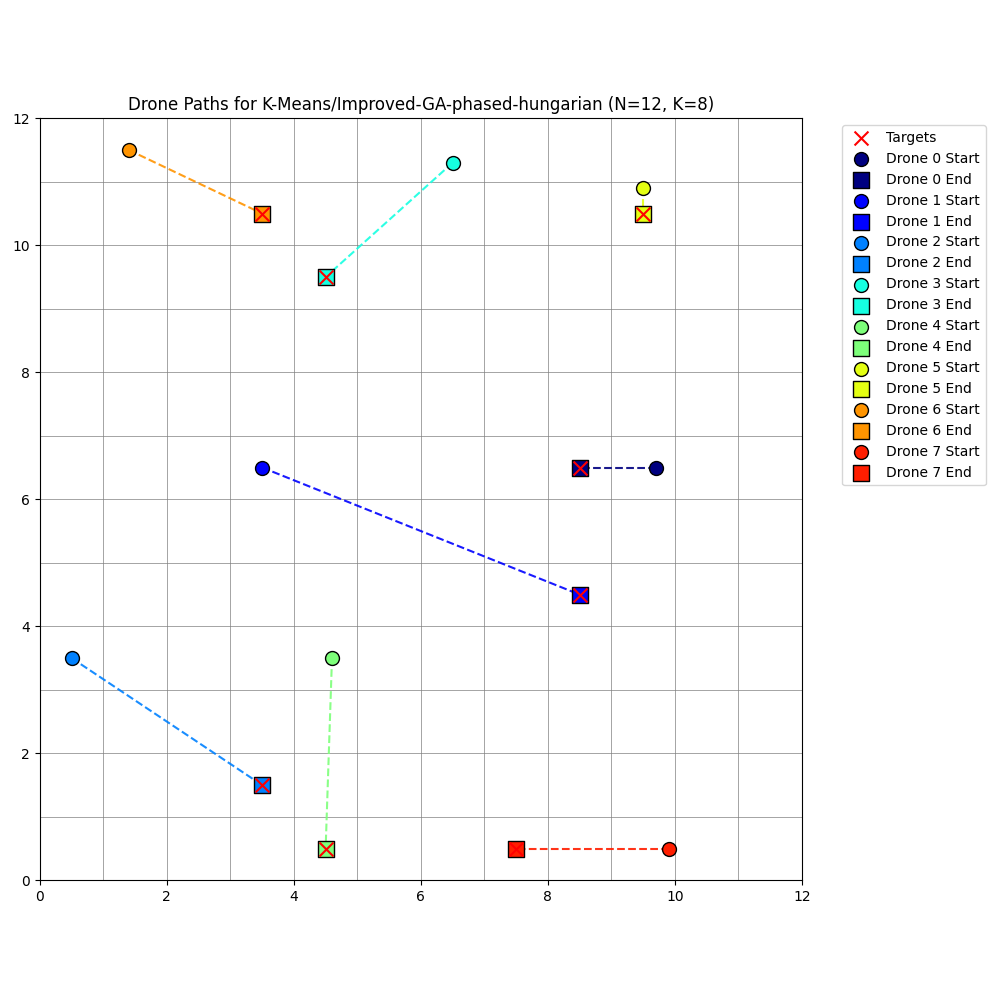 Drone Paths for K-Means/Improved-GA-phased-hungarian (N=12, K=8)
12
10
8
6
4
2
0
0 2 4 6 8 10 12
Targets
Drone 0 Start
Drone 0 End
Drone 1 Start
Drone 1 End
Drone 2 Start
Drone 2 End
Drone 3 Start
Drone 3 End
Drone 4 Start
Drone 4 End
Drone 5 Start
Drone 5 End
Drone 6 Start
Drone 6 End
Drone 7 Start
Drone 7 End